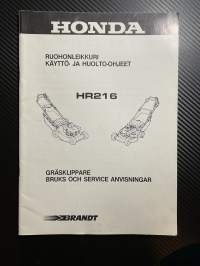 HONDA
RUOHONLEIKKURI
KÄYTTÖ- JA HUOLTO-OHJEET
HR216
GRÄSKLIPPARE
BRUKS OCH SERVICE ANVISNINGAR
BRANDT